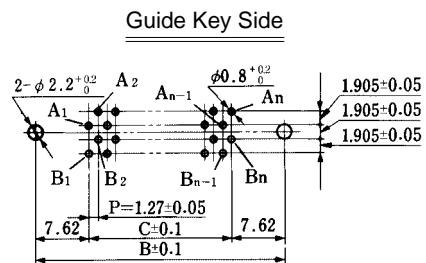 Guide Key Side
2-φ2.2 +0.2 0
A2
φ0.8 +0.2 0
An-1
An
A1
1.905±0.05
1.905±0.05
1.905±0.05
B1
B2
Bn-1
Bn
P=1.27±0.05
7.62
C±0.1
7.62
B±0.1